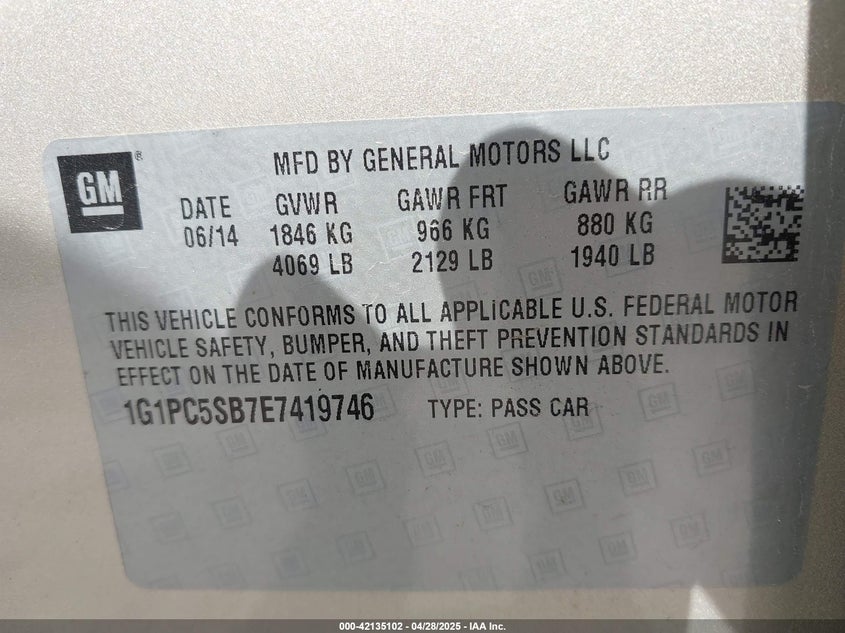 GM®
MFD BY GENERAL MOTORS LLC
DATE GVWR GAWR FRT GAWR RR
06/14 1846 KG 966 KG 880 KG
4069 LB 2129 LB 1940 LB
THIS VEHICLE CONFORMS TO ALL APPLICABLE U.S. FEDERAL MOTOR
VEHICLE SAFETY, BUMPER, AND THEFT PREVENTION STANDARDS IN
EFFECT ON THE DATE OF MANUFACTURE SHOWN ABOVE.
1G1PC5SB7E7419746 TYPE: PASS CAR
000-42135102 - 04/28/2025 - IAA Inc.